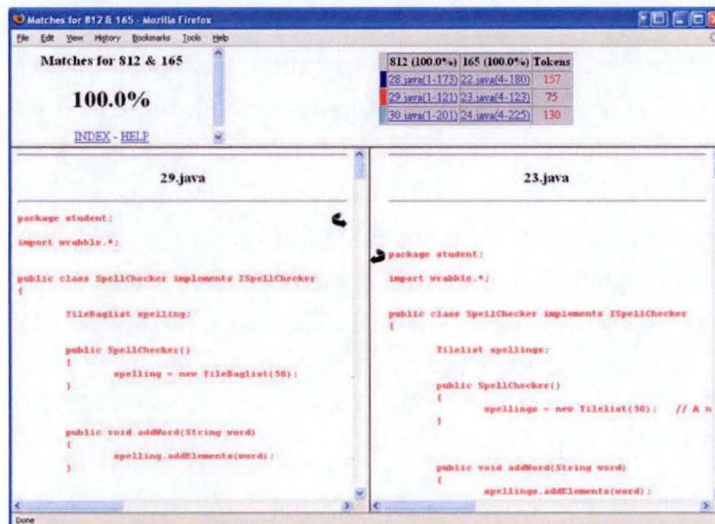 Matches for 812 & 165 - Mozilla Firefox
File Edit View History Bookmarks Tools Help
Matches for 812 & 165
100.0%
INDEX - HELP
812 (100.0%) 165 (100.0%) Tokens
28.java(1-173) 22.java(4-180) 157
29.java(1-121) 23.java(4-123) 75
30.java(1-201) 24.java(4-225) 130
29.java
package student;
import wrabble.*;
public class SpellChecker implements ISpellChecker
{
TileBaglist spelling;
public SpellChecker()
{
spelling = new TileBaglist(50);
}
public void addWord(String word)
{
spelling.addElements(word);
}
23.java
package student;
import wrabble.*;
public class SpellChecker implements ISpellChecker
{
Tilelist spellings;
public SpellChecker()
{
spellings = new Tilelist(50); // A n
}
public void addWord(String word)
{
spellings.addElements(word);
Done